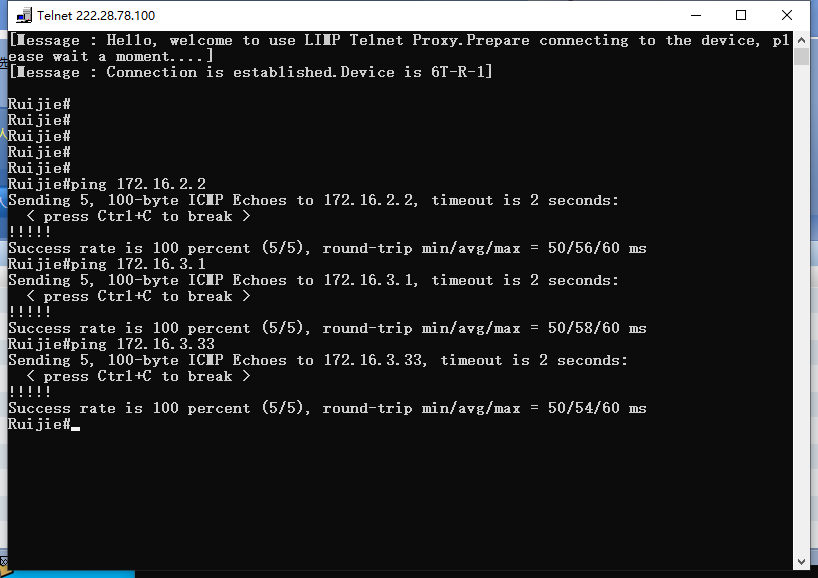 Telnet 222.28.78.100
[Message : Hello, welcome to use LIMP Telnet Proxy.Prepare connecting to the device, pl
ease wait a moment....]
[Message : Connection is established.Device is 6T-R-1]
Ruijie#
Ruijie#
Ruijie#
Ruijie#
Ruijie#
Ruijie#ping 172.16.2.2
Sending 5, 100-byte ICMP Echoes to 172.16.2.2, timeout is 2 seconds:
  < press Ctrl+C to break >
!!!!!
Success rate is 100 percent (5/5), round-trip min/avg/max = 50/56/60 ms
Ruijie#ping 172.16.3.1
Sending 5, 100-byte ICMP Echoes to 172.16.3.1, timeout is 2 seconds:
  < press Ctrl+C to break >
!!!!!
Success rate is 100 percent (5/5), round-trip min/avg/max = 50/58/60 ms
Ruijie#ping 172.16.3.33
Sending 5, 100-byte ICMP Echoes to 172.16.3.33, timeout is 2 seconds:
  < press Ctrl+C to break >
!!!!!
Success rate is 100 percent (5/5), round-trip min/avg/max = 50/54/60 ms
Ruijie#